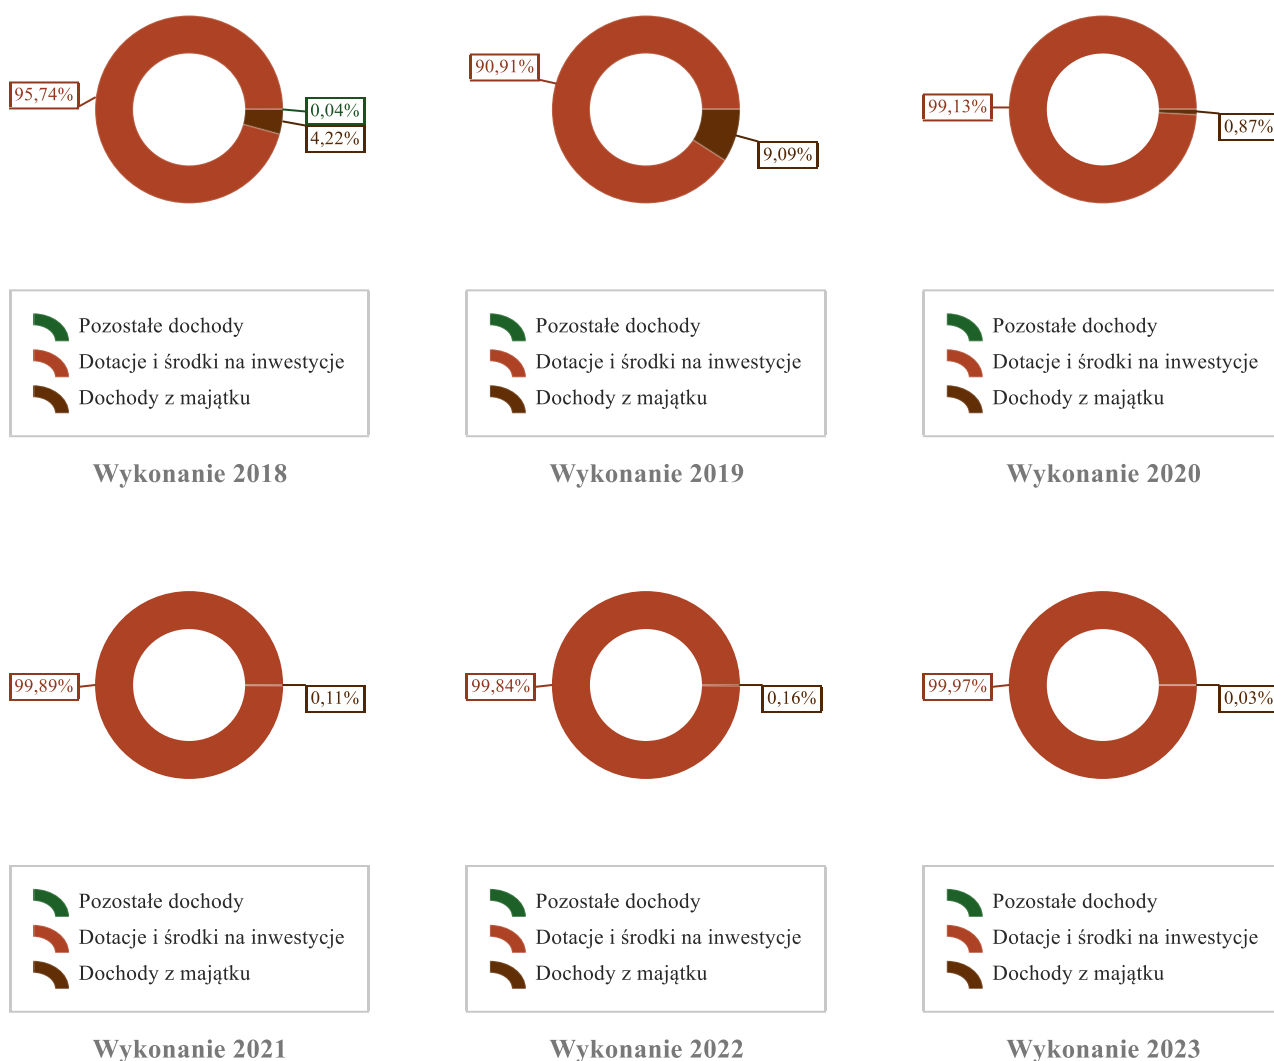 95,74%
0,04%
4,22%
Pozostałe dochody
Dotacje i środki na inwestycje
Dochody z majątku
Wykonanie 2018
90,91%
9,09%
Pozostałe dochody
Dotacje i środki na inwestycje
Dochody z majątku
Wykonanie 2019
99,13%
0,87%
Pozostałe dochody
Dotacje i środki na inwestycje
Dochody z majątku
Wykonanie 2020
99,89%
0,11%
Pozostałe dochody
Dotacje i środki na inwestycje
Dochody z majątku
Wykonanie 2021
99,84%
0,16%
Pozostałe dochody
Dotacje i środki na inwestycje
Dochody z majątku
Wykonanie 2022
99,97%
0,03%
Pozostałe dochody
Dotacje i środki na inwestycje
Dochody z majątku
Wykonanie 2023